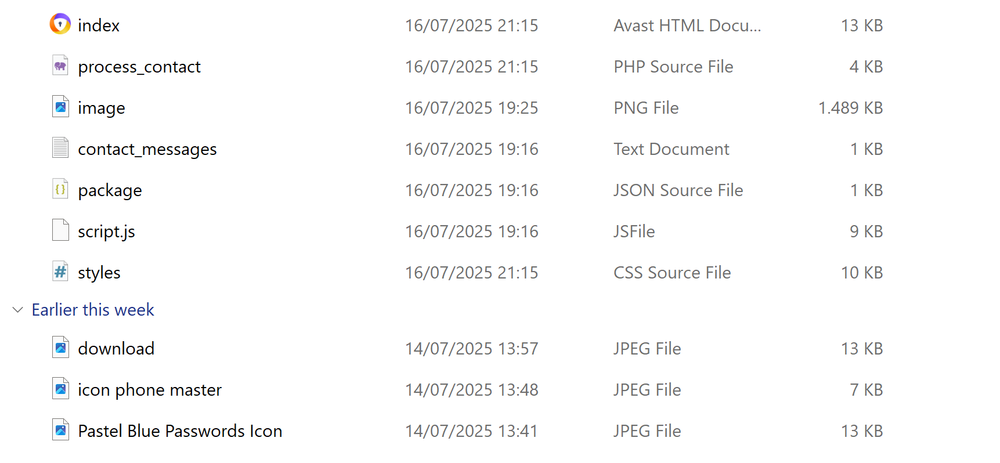 index 16/07/2025 21:15 Avast HTML Docu... 13 KB
process_contact 16/07/2025 21:15 PHP Source File 4 KB
image 16/07/2025 19:25 PNG File 1.489 KB
contact_messages 16/07/2025 19:16 Text Document 1 KB
package 16/07/2025 19:16 JSON Source File 1 KB
script.js 16/07/2025 19:16 JSFile 9 KB
styles 16/07/2025 21:15 CSS Source File 10 KB
Earlier this week
download 14/07/2025 13:57 JPEG File 13 KB
icon phone master 14/07/2025 13:48 JPEG File 7 KB
Pastel Blue Passwords Icon 14/07/2025 13:41 JPEG File 13 KB